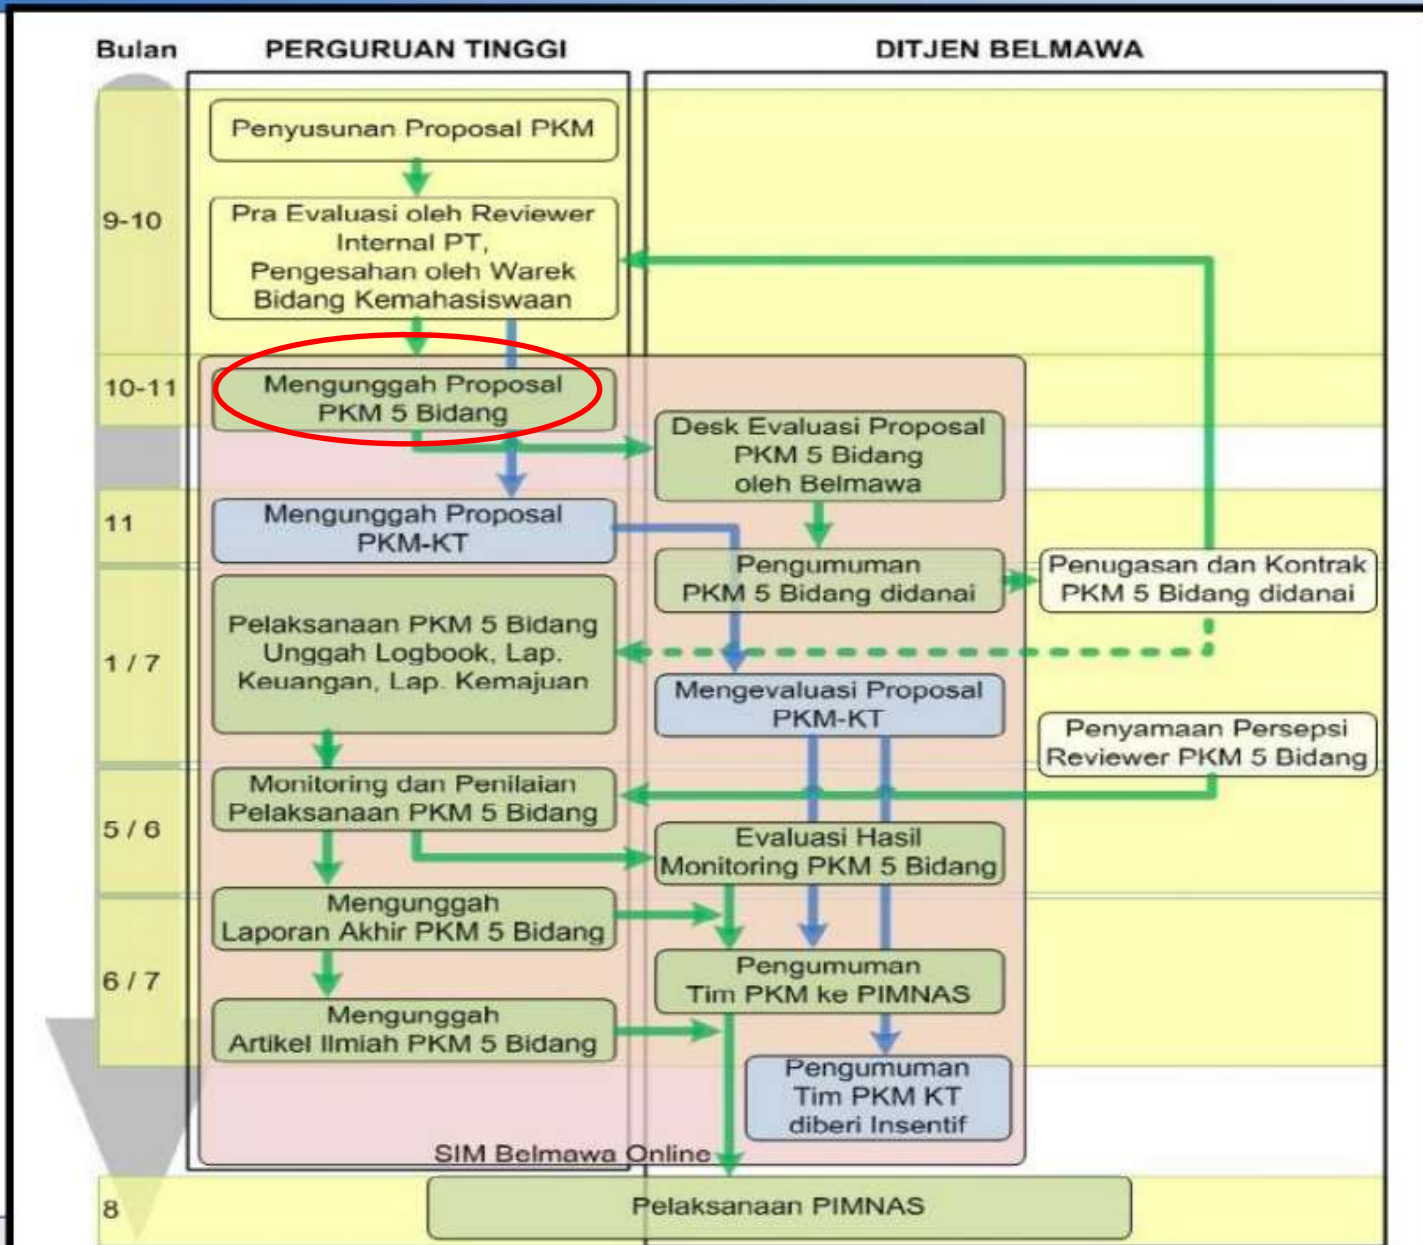 Bulan
PERGURUAN TINGGI
DITJEN BELMAWA
9-10
Penyusunan Proposal PKM
Pra Evaluasi oleh Reviewer
Internal PT,
Pengesahan oleh Warek
Bidang Kemahasiswaan
10-11
Mengunggah Proposal
PKM 5 Bidang
Desk Evaluasi Proposal
PKM 5 Bidang
oleh Belmawa
11
Mengunggah Proposal
PKM-KT
Pengumuman
PKM 5 Bidang didanai
Penugasan dan Kontrak
PKM 5 Bidang didanai
1 / 7
Pelaksanaan PKM 5 Bidang
Unggah Logbook, Lap.
Keuangan, Lap. Kemajuan
Mengevaluasi Proposal
PKM-KT
Penyamaan Persepsi
Reviewer PKM 5 Bidang
5 / 6
Monitoring dan Penilaian
Pelaksanaan PKM 5 Bidang
Evaluasi Hasil
Monitoring PKM 5 Bidang
6 / 7
Mengunggah
Laporan Akhir PKM 5 Bidang
Pengumuman
Tim PKM ke PIMNAS
Mengunggah
Artikel Ilmiah PKM 5 Bidang
Pengumuman
Tim PKM KT
diberi Insentif
SIM Belmawa Online
8
Pelaksanaan PIMNAS